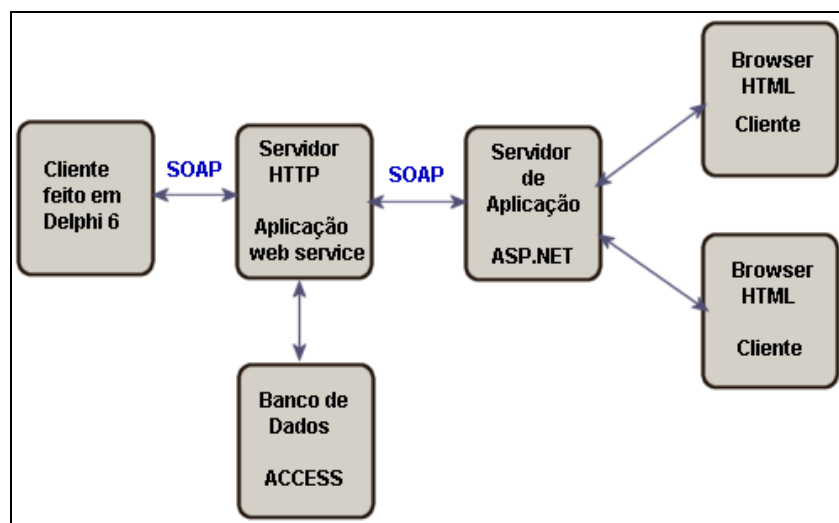 Cliente
feito em
Delphi 6
SOAP
Servidor
HTTP
Aplicação
web service
SOAP
Servidor
de
Aplicação
ASP.NET
Browser
HTML
Cliente
Browser
HTML
Cliente
Banco de
Dados
ACCESS